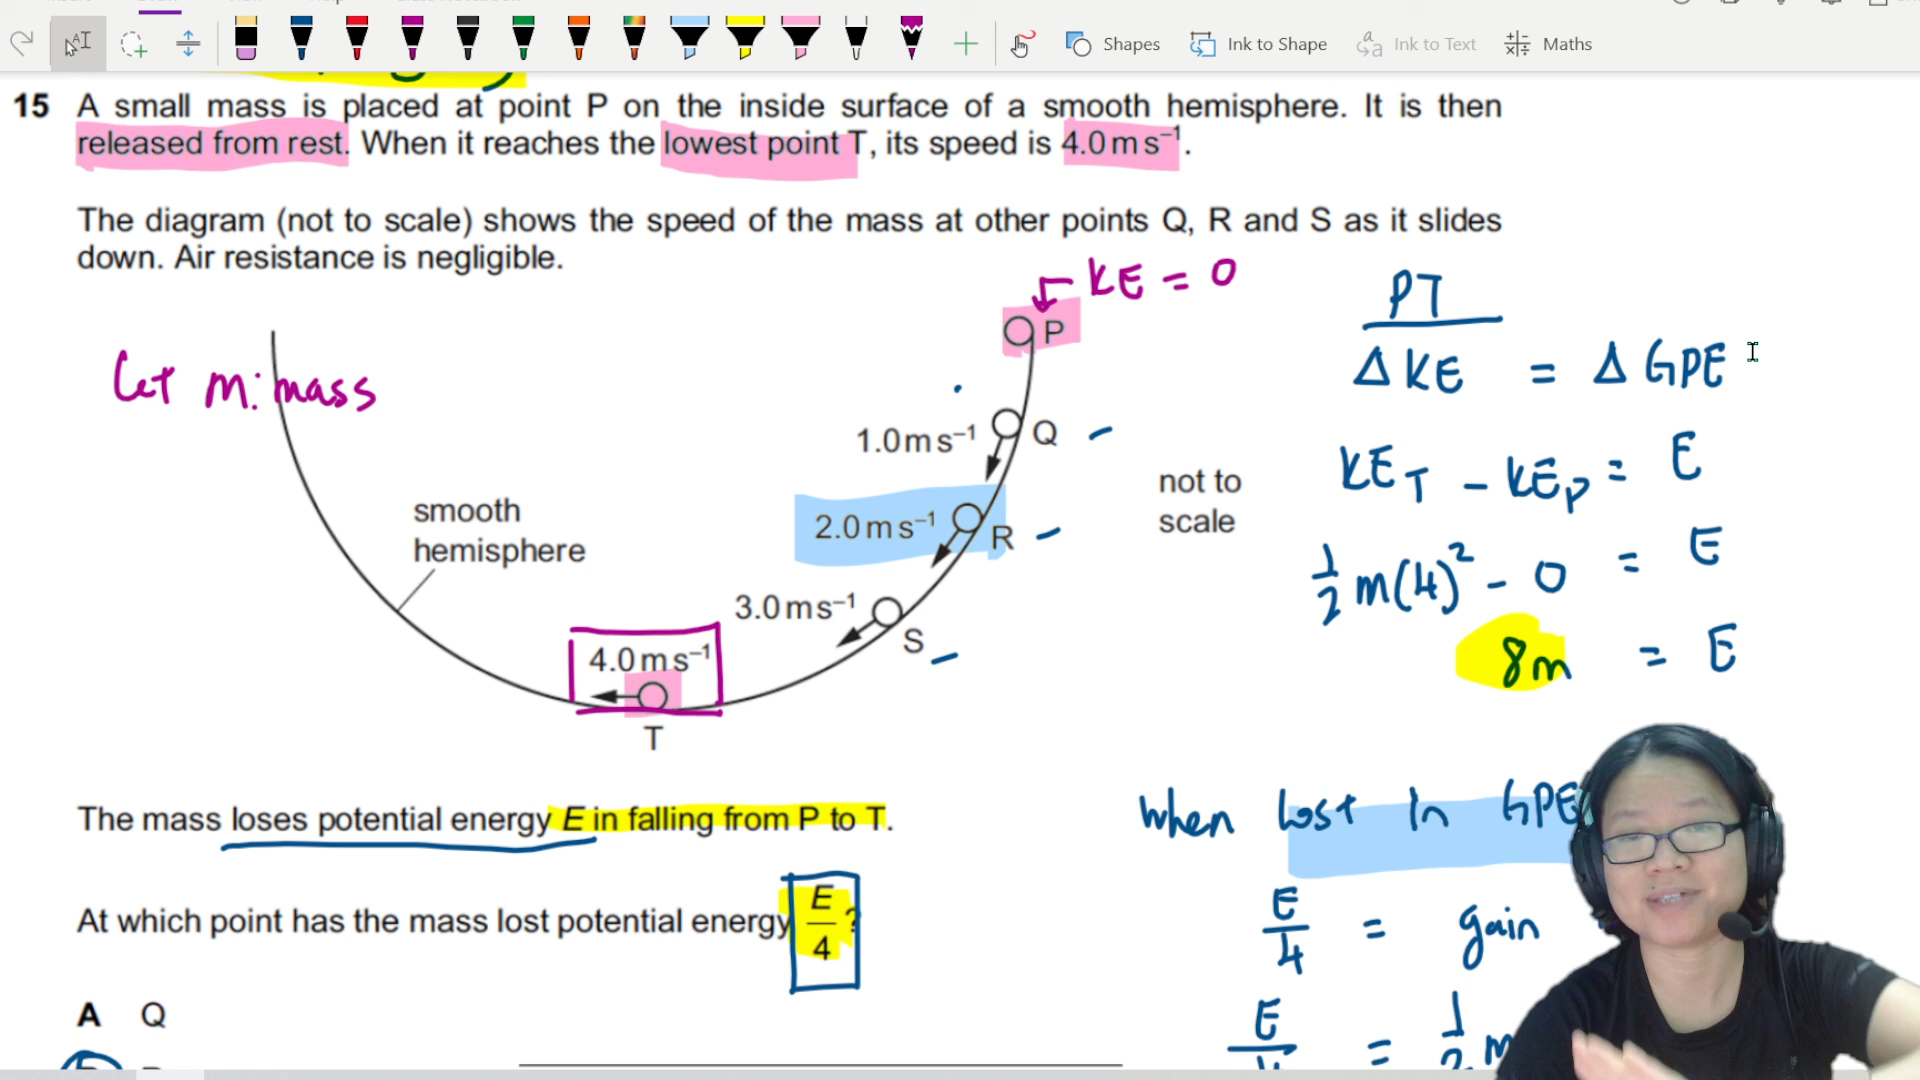 Shapes
Ink to Shape
Ink to Text
Maths
15 A small mass is placed at point P on the inside surface of a smooth hemisphere. It is then
released from rest. When it reaches the lowest point T, its speed is 4.0 m s⁻¹.
The diagram (not to scale) shows the speed of the mass at other points Q, R and S as it slides
down. Air resistance is negligible.
KE = 0
P
Let m: mass
1.0 m s⁻¹
Q
smooth
hemisphere
2.0 m s⁻¹
R
not to
scale
3.0 m s⁻¹
S
4.0 m s⁻¹
T
PT
Δ KE = Δ GPE
KE_T - KE_P = E
1/2 m(4)² - 0 = E
8m = E
The mass loses potential energy E in falling from P to T.
At which point has the mass lost potential energy E/4?
A Q
When lost in GPE
E/4 = gain
E/4 = 1/2 m